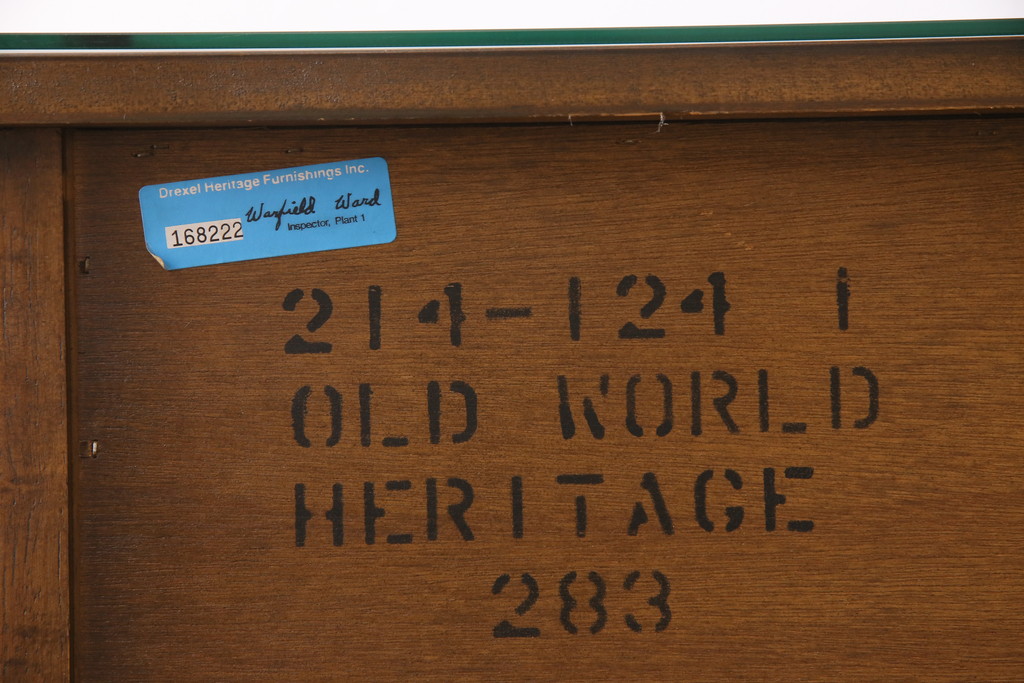 Drexel Heritage Furnishings Inc.
168222 Warfield Ward
Inspector, Plant 1
214-124 1
OLD WORLD
HERITAGE
283